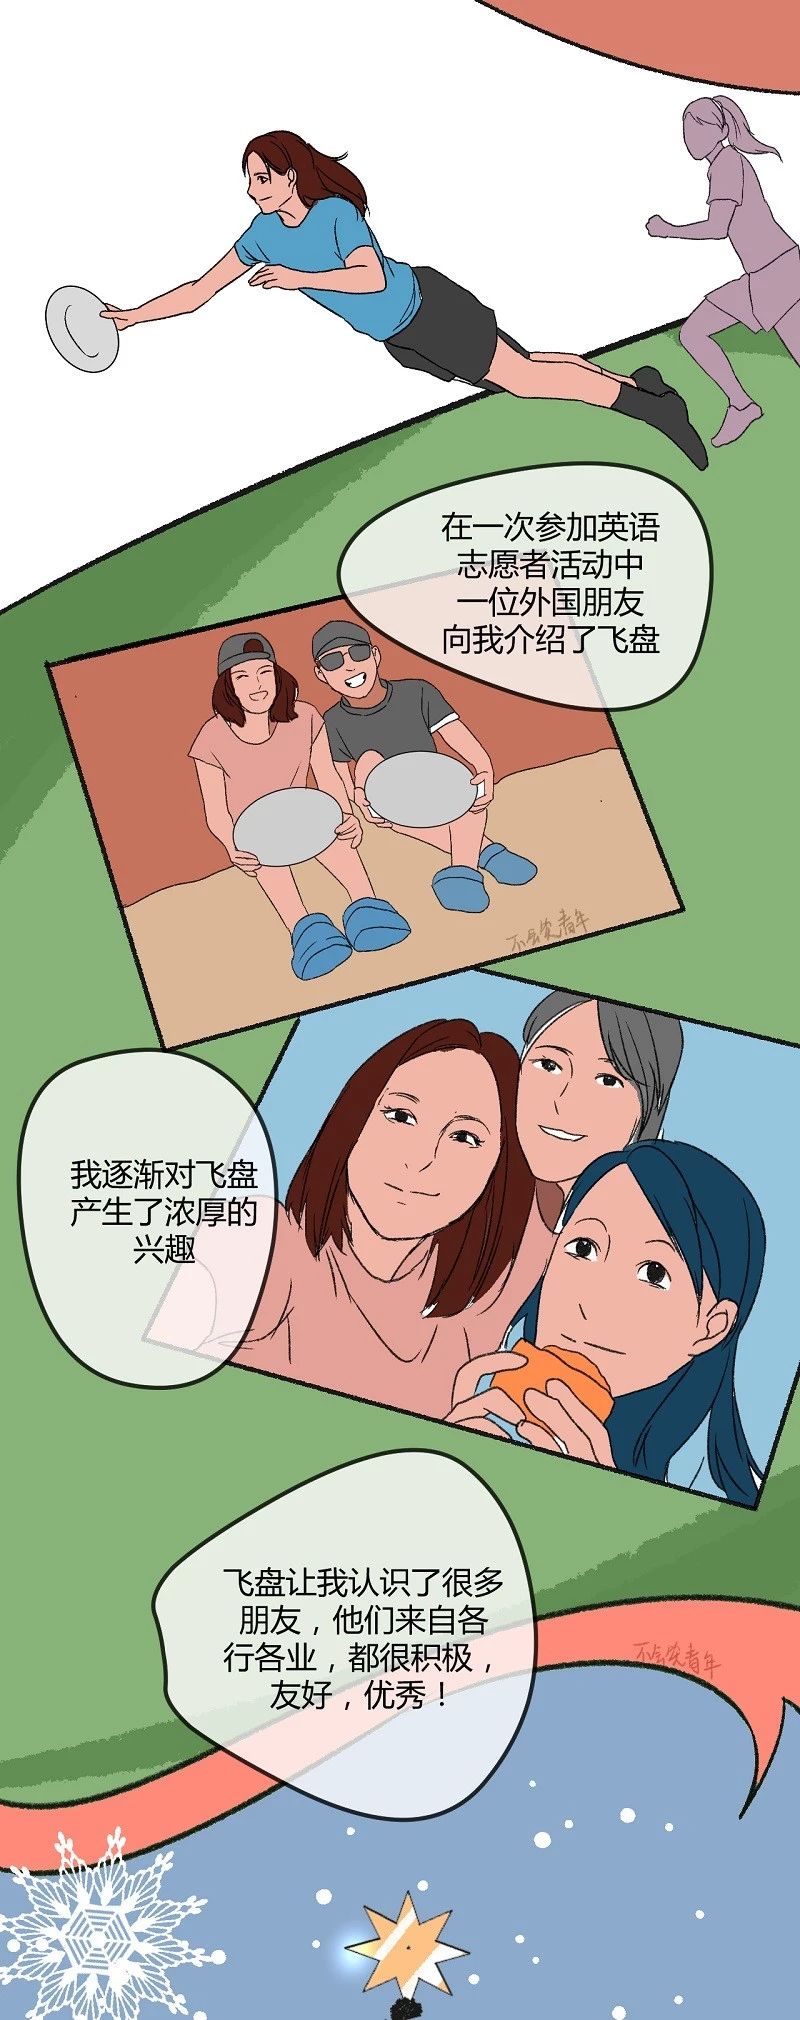 在一次参加英语
志愿者活动中
一位外国朋友
向我介绍了飞盘
我逐渐对飞盘
产生了浓厚的
兴趣
飞盘让我认识了很多
朋友，他们来自各
行各业，都很积极，
友好，优秀！